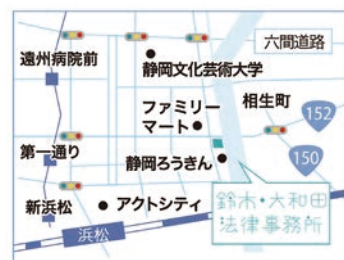 六間道路
遠州病院前
静岡文化芸術大学
ファミリー
マート
相生町
152
第一通り
静岡ろうきん
150
新浜松
アクトシティ
鈴木・大和田
法律事務所
浜松